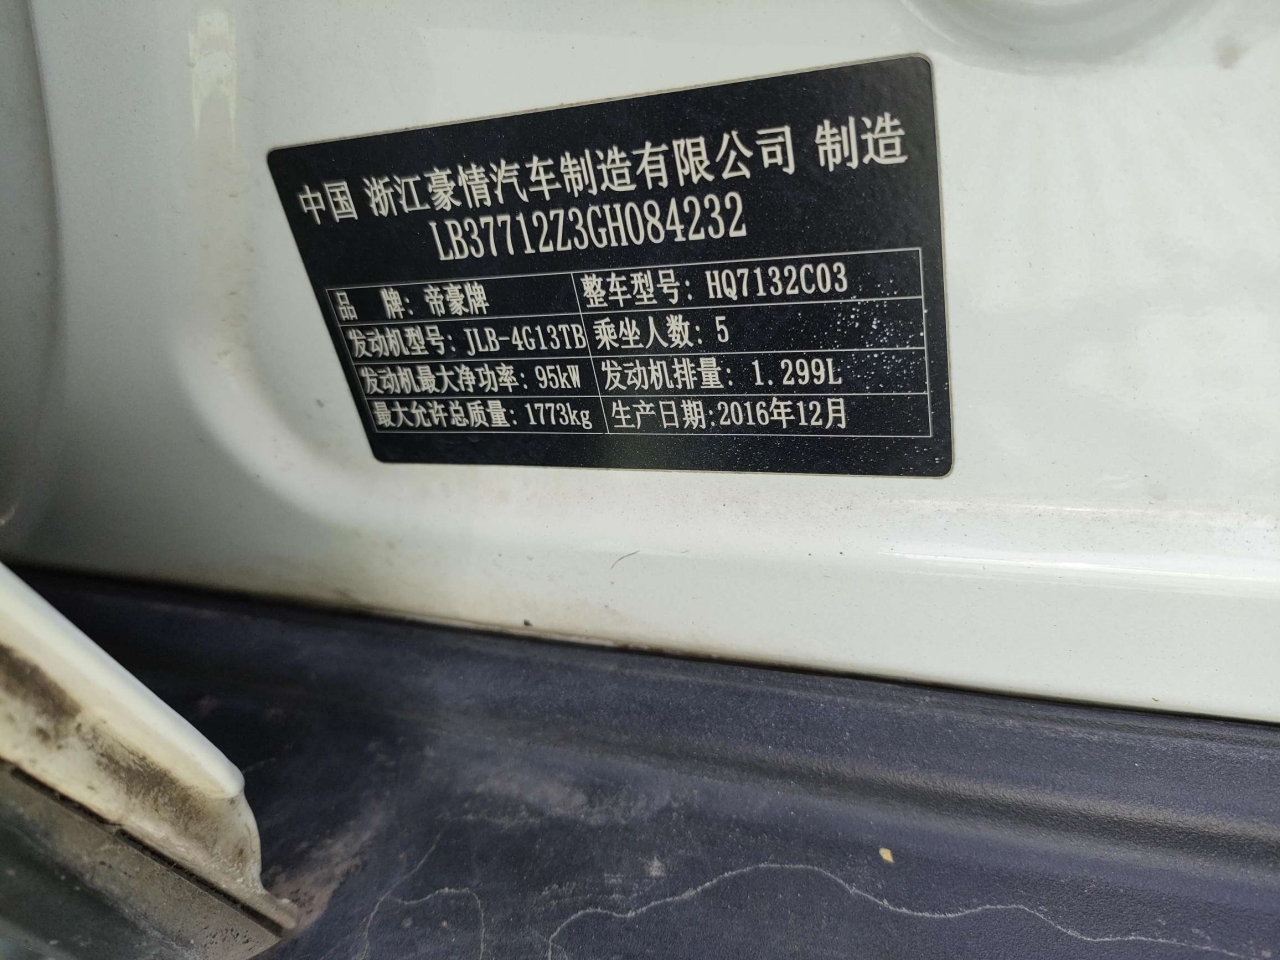 中国 浙江豪情汽车制造有限公司 制造
LB37712Z3GH084232
品 牌: 帝豪牌 整车型号: HQ7132C03
发动机型号: JLB-4G13TB 乘坐人数: 5
发动机最大净功率: 95kW 发动机排量: 1.299L
最大允许总质量: 1773kg 生产日期:2016年12月